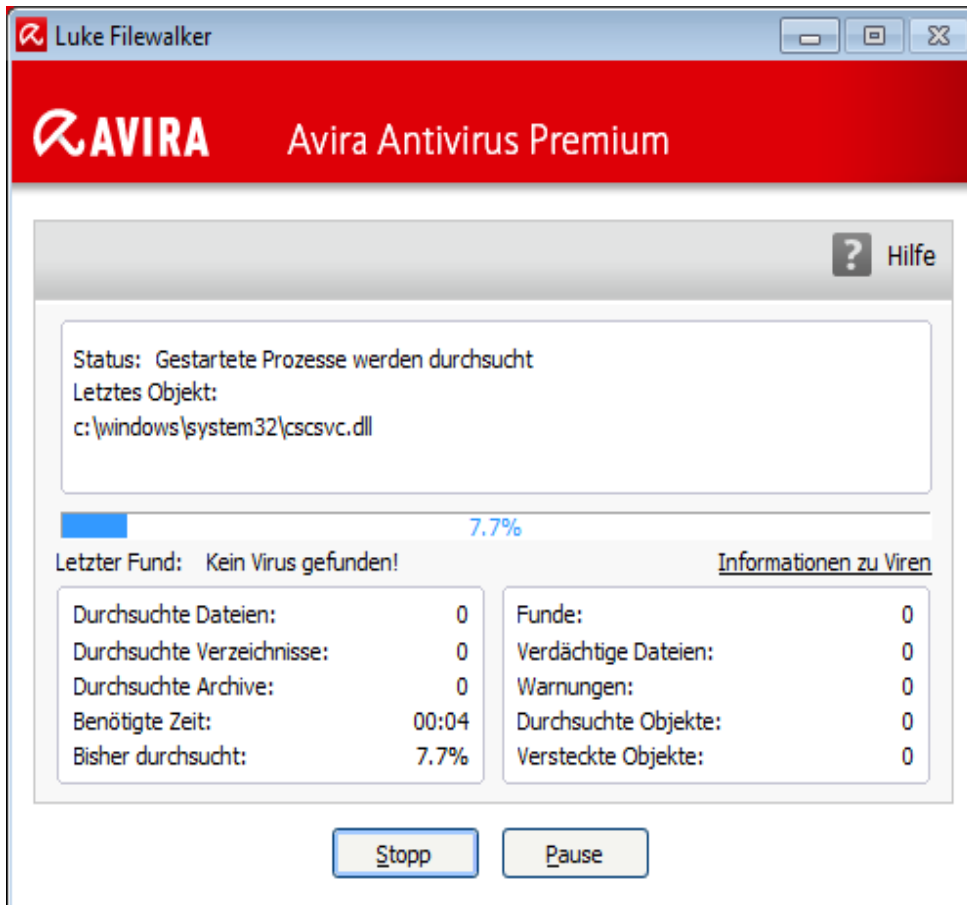 Luke Filewalker
AVIRA Avira Antivirus Premium
? Hilfe
Status: Gestartete Prozesse werden durchsucht
Letztes Objekt:
c:\windows\system32\cscsvc.dll
7.7%
Letzter Fund: Kein Virus gefunden! Informationen zu Viren
Durchsuchte Dateien: 0
Durchsuchte Verzeichnisse: 0
Durchsuchte Archive: 0
Benötigte Zeit: 00:04
Bisher durchsucht: 7.7%
Funde: 0
Verdächtige Dateien: 0
Warnungen: 0
Durchsuchte Objekte: 0
Versteckte Objekte: 0
Stopp Pause